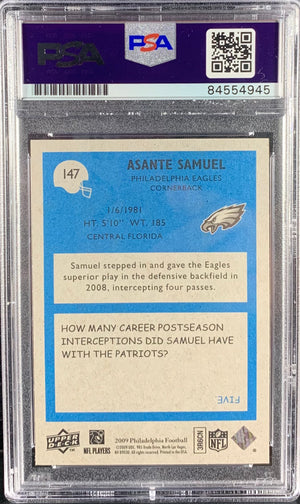 PSA
PSA
84554945
147
ASANTE SAMUEL
PHILADELPHIA EAGLES
CORNERBACK
1/6/1981
HT. 5'10" WT. 185
CENTRAL FLORIDA
Samuel stepped in and gave the Eagles
superior play in the defensive backfield in
2008, intercepting four passes.
HOW MANY CAREER POSTSEASON
INTERCEPTIONS DID SAMUEL HAVE
WITH THE PATRIOTS?
FIVE
UPPER DECK
NFL PLAYERS
2009 Philadelphia Football
NFL